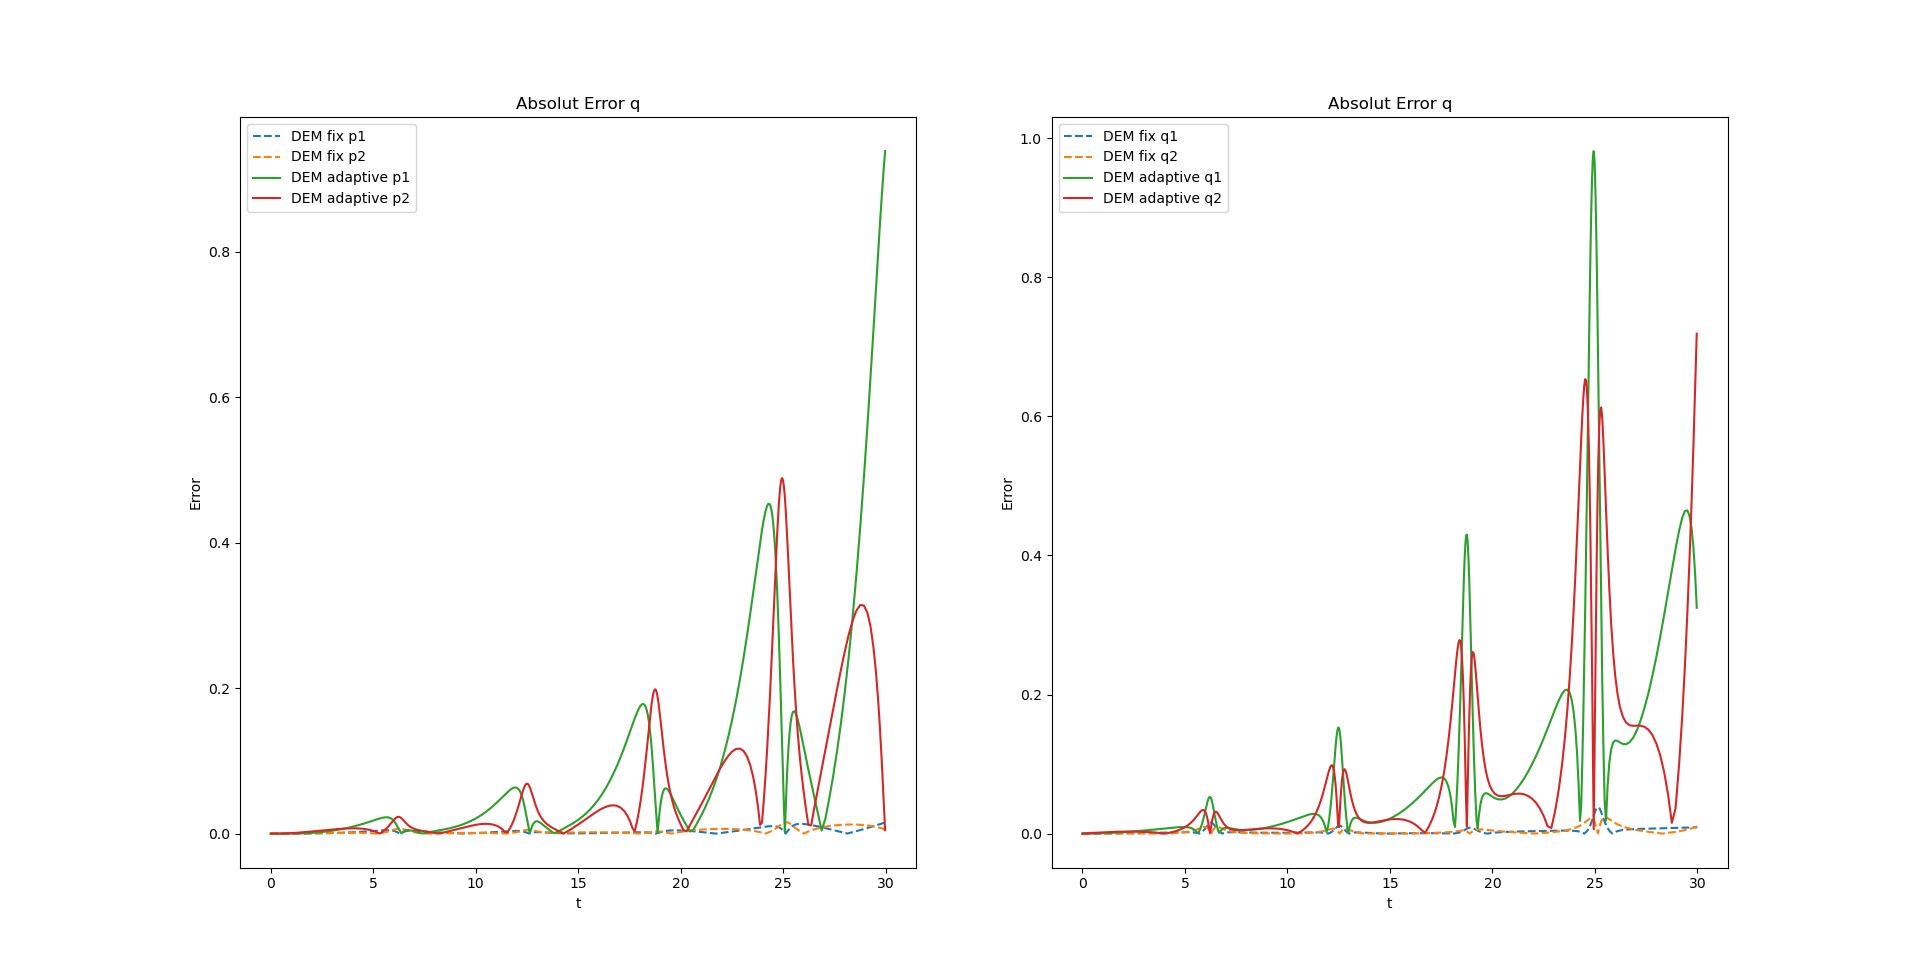 Absolut Error q
DEM fix p1
DEM fix p2
DEM adaptive p1
DEM adaptive p2
0.8
0.6
0.4
0.2
0.0
Error
0 5 10 15 20 25 30
t
Absolut Error q
DEM fix q1
DEM fix q2
DEM adaptive q1
DEM adaptive q2
1.0
0.8
0.6
0.4
0.2
0.0
Error
0 5 10 15 20 25 30
t